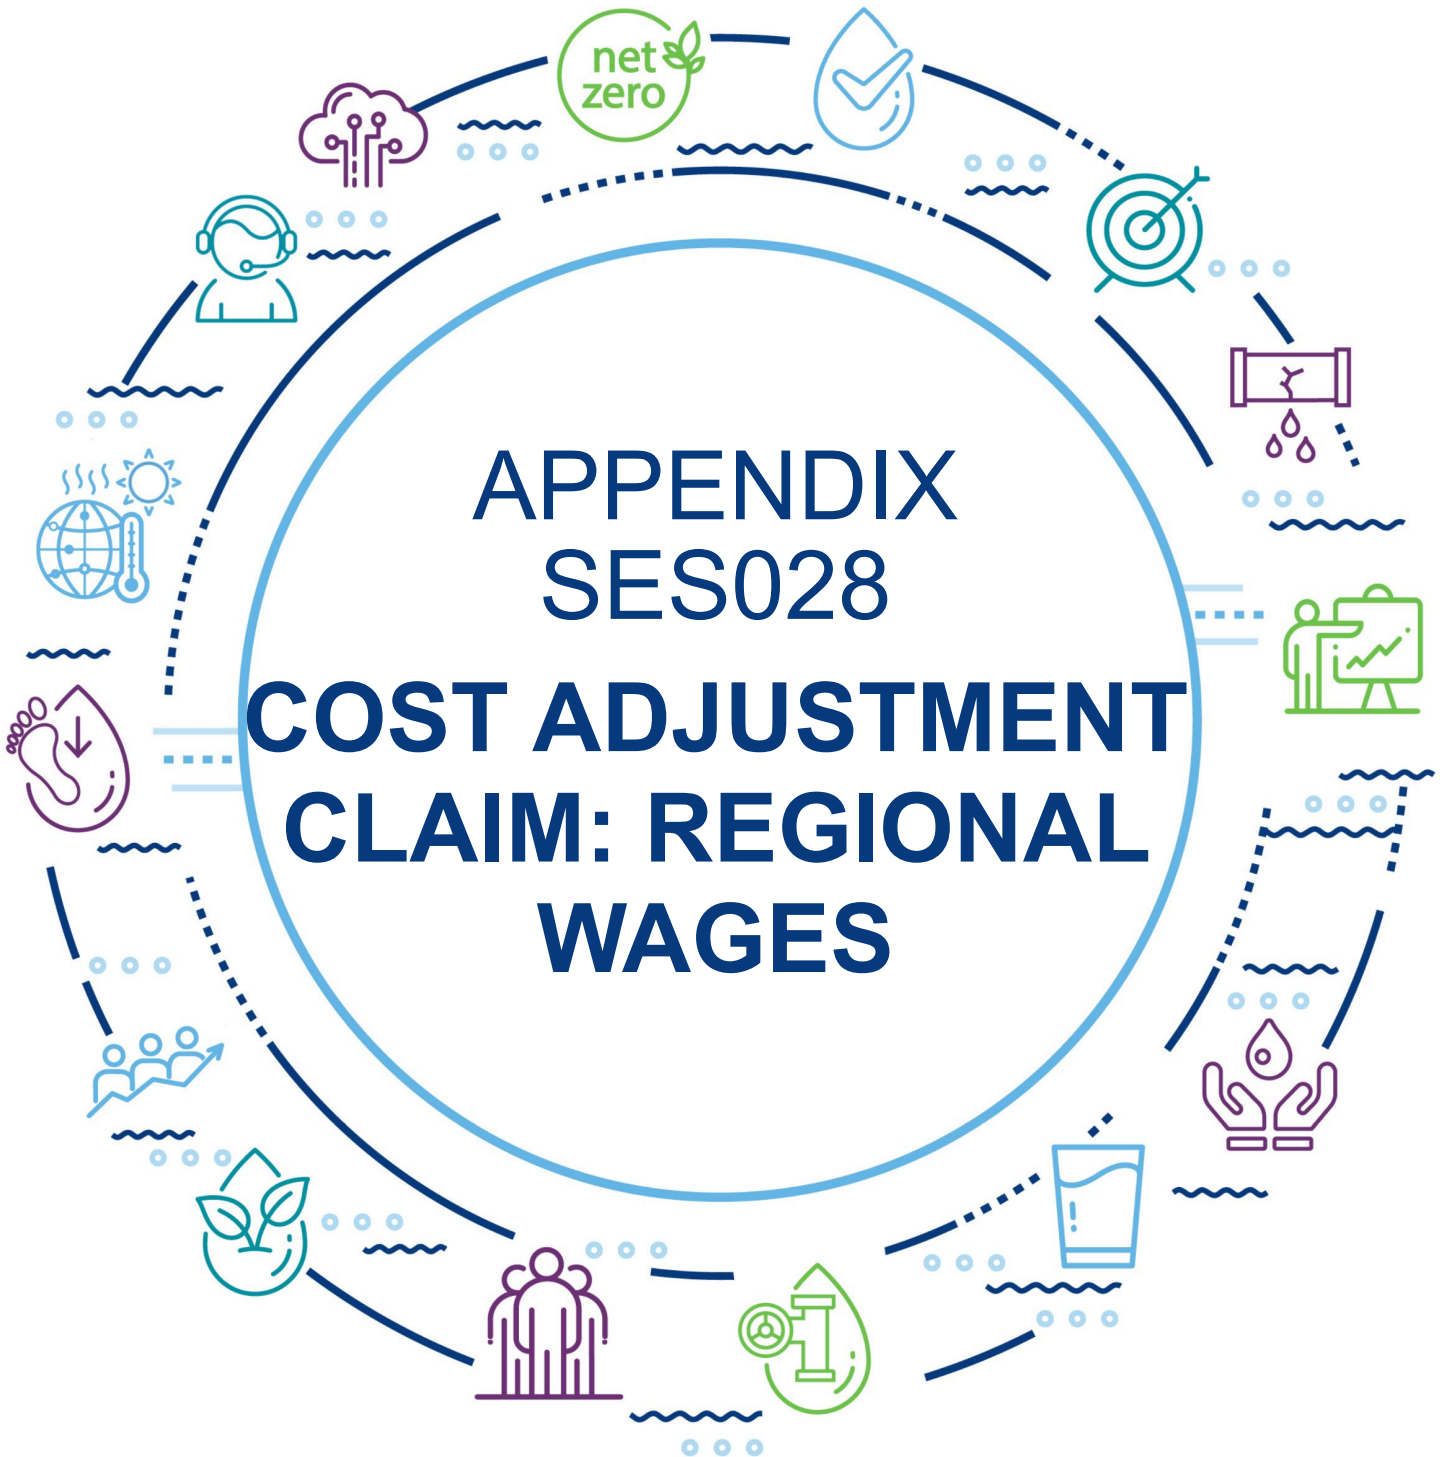 net
zero
APPENDIX
SES028
COST ADJUSTMENT
CLAIM: REGIONAL
WAGES